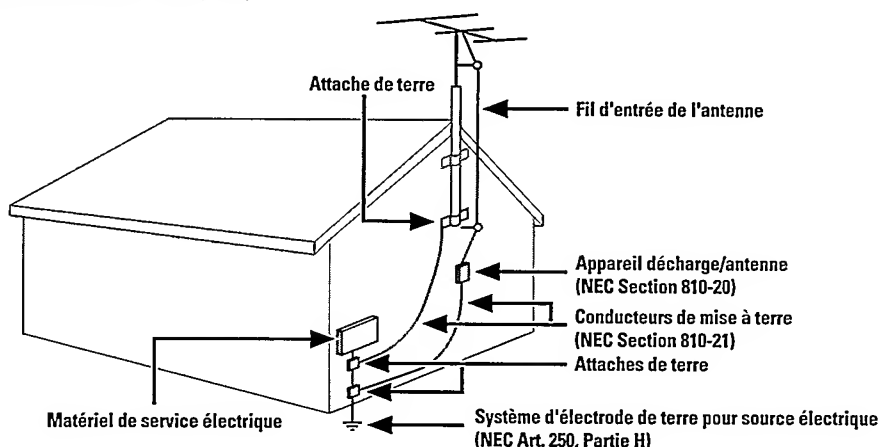 Attache de terre
Fil d'entrée de l'antenne
Appareil décharge/antenne
(NEC Section 810-20)
Conducteurs de mise à terre
(NEC Section 810-21)
Attaches de terre
Matériel de service électrique
Système d'électrode de terre pour source électrique
(NEC Art. 250, Partie H)